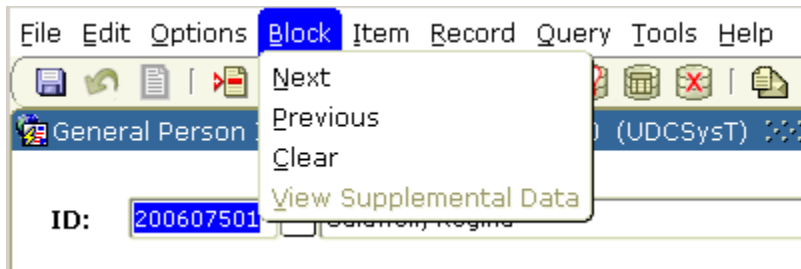 File Edit Options Block Item Record Query Tools Help
Next
Previous
General Person (UDCSysT)
Clear
View Supplemental Data
ID: 200607501